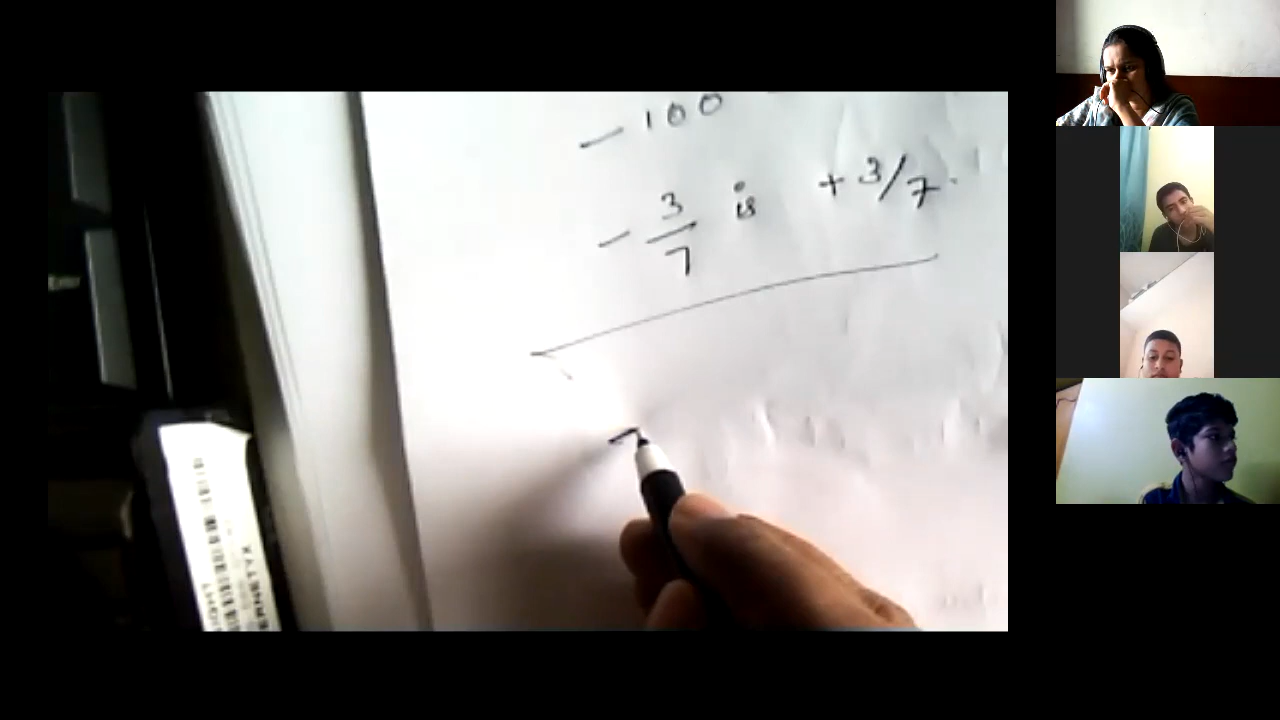 - 100
- 3/7 is + 3/7.